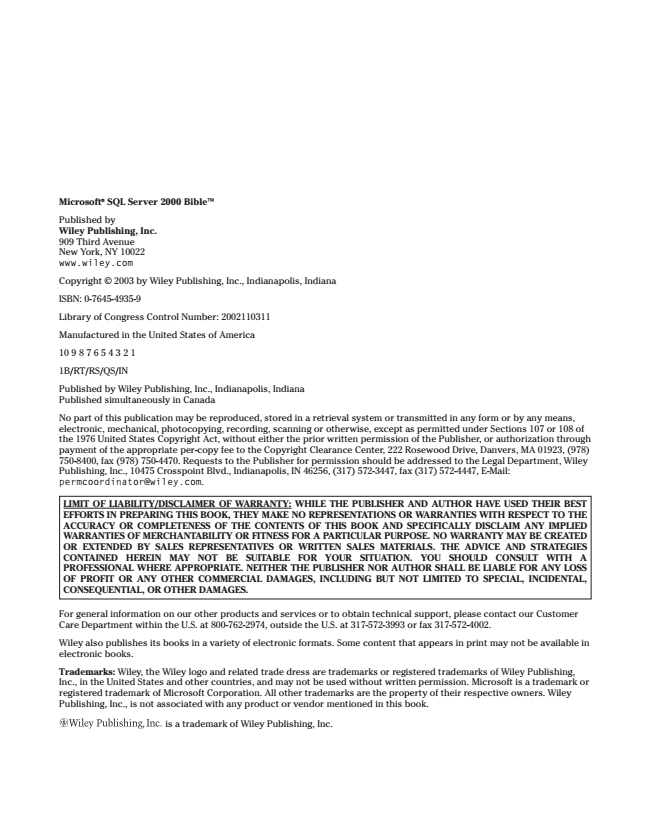 Microsoft® SQL Server 2000 Bible™
Published by
Wiley Publishing, Inc.
909 Third Avenue
New York, NY 10022
www.wiley.com
Copyright © 2003 by Wiley Publishing, Inc., Indianapolis, Indiana
ISBN: 0-7645-4935-9
Library of Congress Control Number: 2002110311
Manufactured in the United States of America
10 9 8 7 6 5 4 3 2 1
1B/RT/RS/QS/IN
Published by Wiley Publishing, Inc., Indianapolis, Indiana
Published simultaneously in Canada
No part of this publication may be reproduced, stored in a retrieval system or transmitted in any form or by any means,
electronic, mechanical, photocopying, recording, scanning or otherwise, except as permitted under Sections 107 or 108 of
the 1976 United States Copyright Act, without either the prior written permission of the Publisher, or authorization through
payment of the appropriate per-copy fee to the Copyright Clearance Center, 222 Rosewood Drive, Danvers, MA 01923, (978)
750-8400, fax (978) 750-4470. Requests to the Publisher for permission should be addressed to the Legal Department, Wiley
Publishing, Inc., 10475 Crosspoint Blvd., Indianapolis, IN 46256, (317) 572-3447, fax (317) 572-4447, E-Mail:
permcoordinator@wiley.com.
LIMIT OF LIABILITY/DISCLAIMER OF WARRANTY: WHILE THE PUBLISHER AND AUTHOR HAVE USED THEIR BEST
EFFORTS IN PREPARING THIS BOOK, THEY MAKE NO REPRESENTATIONS OR WARRANTIES WITH RESPECT TO THE
ACCURACY OR COMPLETENESS OF THE CONTENTS OF THIS BOOK AND SPECIFICALLY DISCLAIM ANY IMPLIED
WARRANTIES OF MERCHANTABILITY OR FITNESS FOR A PARTICULAR PURPOSE. NO WARRANTY MAY BE CREATED
OR EXTENDED BY SALES REPRESENTATIVES OR WRITTEN SALES MATERIALS. THE ADVICE AND STRATEGIES
CONTAINED HEREIN MAY NOT BE SUITABLE FOR YOUR SITUATION. YOU SHOULD CONSULT WITH A
PROFESSIONAL WHERE APPROPRIATE. NEITHER THE PUBLISHER NOR AUTHOR SHALL BE LIABLE FOR ANY LOSS
OF PROFIT OR ANY OTHER COMMERCIAL DAMAGES, INCLUDING BUT NOT LIMITED TO SPECIAL, INCIDENTAL,
CONSEQUENTIAL, OR OTHER DAMAGES.
For general information on our other products and services or to obtain technical support, please contact our Customer
Care Department within the U.S. at 800-762-2974, outside the U.S. at 317-572-3993 or fax 317-572-4002.
Wiley also publishes its books in a variety of electronic formats. Some content that appears in print may not be available in
electronic books.
Trademarks: Wiley, the Wiley logo and related trade dress are trademarks or registered trademarks of Wiley Publishing,
Inc., in the United States and other countries, and may not be used without written permission. Microsoft is a trademark or
registered trademark of Microsoft Corporation. All other trademarks are the property of their respective owners. Wiley
Publishing, Inc., is not associated with any product or vendor mentioned in this book.
Wiley Publishing, Inc. is a trademark of Wiley Publishing, Inc.